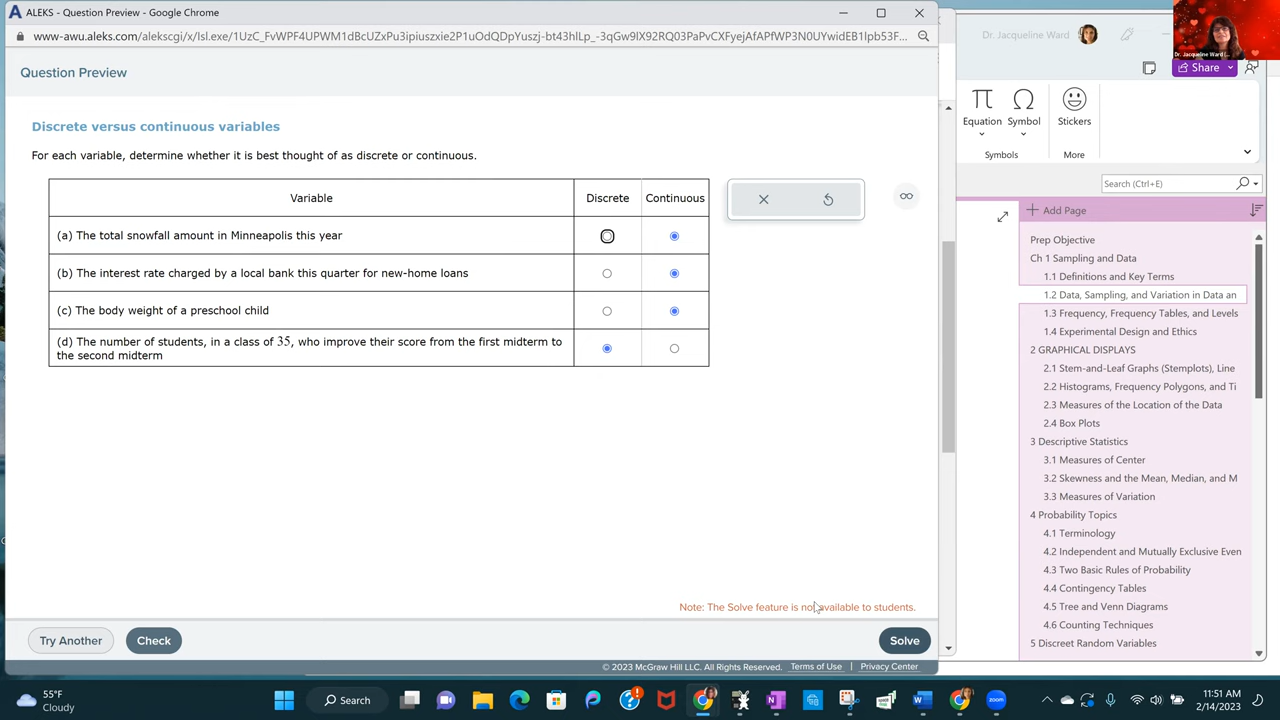 ALEKS - Question Preview - Google Chrome
www-awu.aleks.com/alekscgi/x/Isl.exe/1UzC_FvWPF4UPWM1dBcUZxPu3ipiuszxie2P1uOdQDpYuszj-bt43hILp_-3qGw9lX92RQ03PaPvCXFyejAfAPfWP3N0UYwidEB1Ipb53F...
Question Preview
Discrete versus continuous variables
For each variable, determine whether it is best thought of as discrete or continuous.
Variable Discrete Continuous
(a) The total snowfall amount in Minneapolis this year
(b) The interest rate charged by a local bank this quarter for new-home loans
(c) The body weight of a preschool child
(d) The number of students, in a class of 35, who improve their score from the first midterm to
the second midterm
Note: The Solve feature is not available to students.
Try Another Check Solve
© 2023 McGraw Hill LLC. All Rights Reserved. Terms of Use | Privacy Center
Dr. Jacqueline Ward
Dr. Jacqueline Ward
Share
Equation Symbol Stickers
Symbols More
Search (Ctrl+E)
Add Page
Prep Objective
Ch 1 Sampling and Data
1.1 Definitions and Key Terms
1.2 Data, Sampling, and Variation in Data an
1.3 Frequency, Frequency Tables, and Levels
1.4 Experimental Design and Ethics
2 GRAPHICAL DISPLAYS
2.1 Stem-and-Leaf Graphs (Stemplots), Line
2.2 Histograms, Frequency Polygons, and Ti
2.3 Measures of the Location of the Data
2.4 Box Plots
3 Descriptive Statistics
3.1 Measures of Center
3.2 Skewness and the Mean, Median, and M
3.3 Measures of Variation
4 Probability Topics
4.1 Terminology
4.2 Independent and Mutually Exclusive Even
4.3 Two Basic Rules of Probability
4.4 Contingency Tables
4.5 Tree and Venn Diagrams
4.6 Counting Techniques
5 Discreet Random Variables
55°F
Cloudy
Search
11:51 AM
2/14/2023